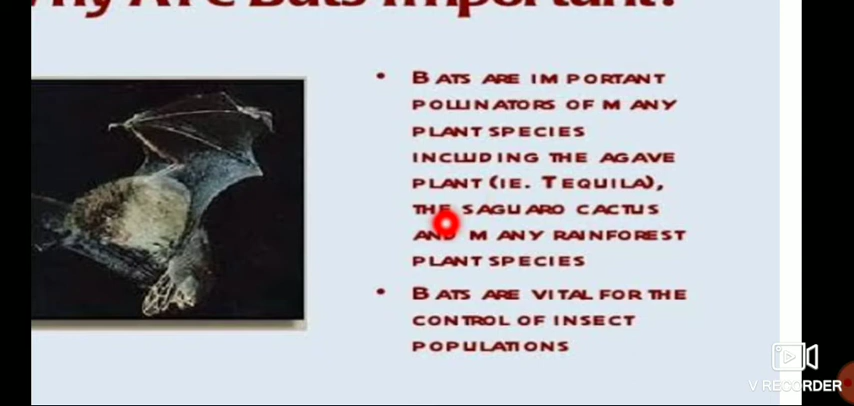 Why Are Bats Important?
• BATS ARE IMPORTANT
POLLINATORS OF MANY
PLANT SPECIES
INCLUDING THE AGAVE
PLANT (IE. TEQUILA),
THE SAGUARO CACTUS
AND MANY RAINFOREST
PLANT SPECIES
• BATS ARE VITAL FOR THE
CONTROL OF INSECT
POPULATIONS
V RECORDER